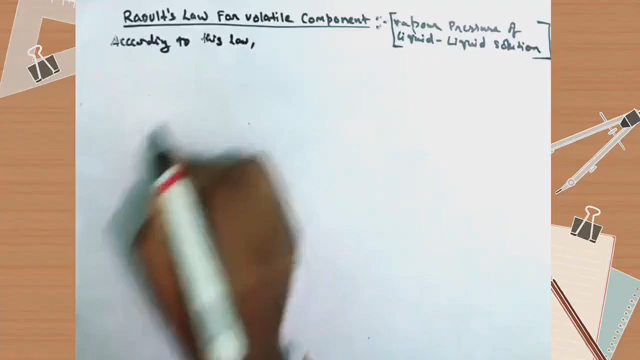 Raoult's Law For Volatile Component :- [Vapour Pressure of
Liquid-Liquid solution]
According to this law,